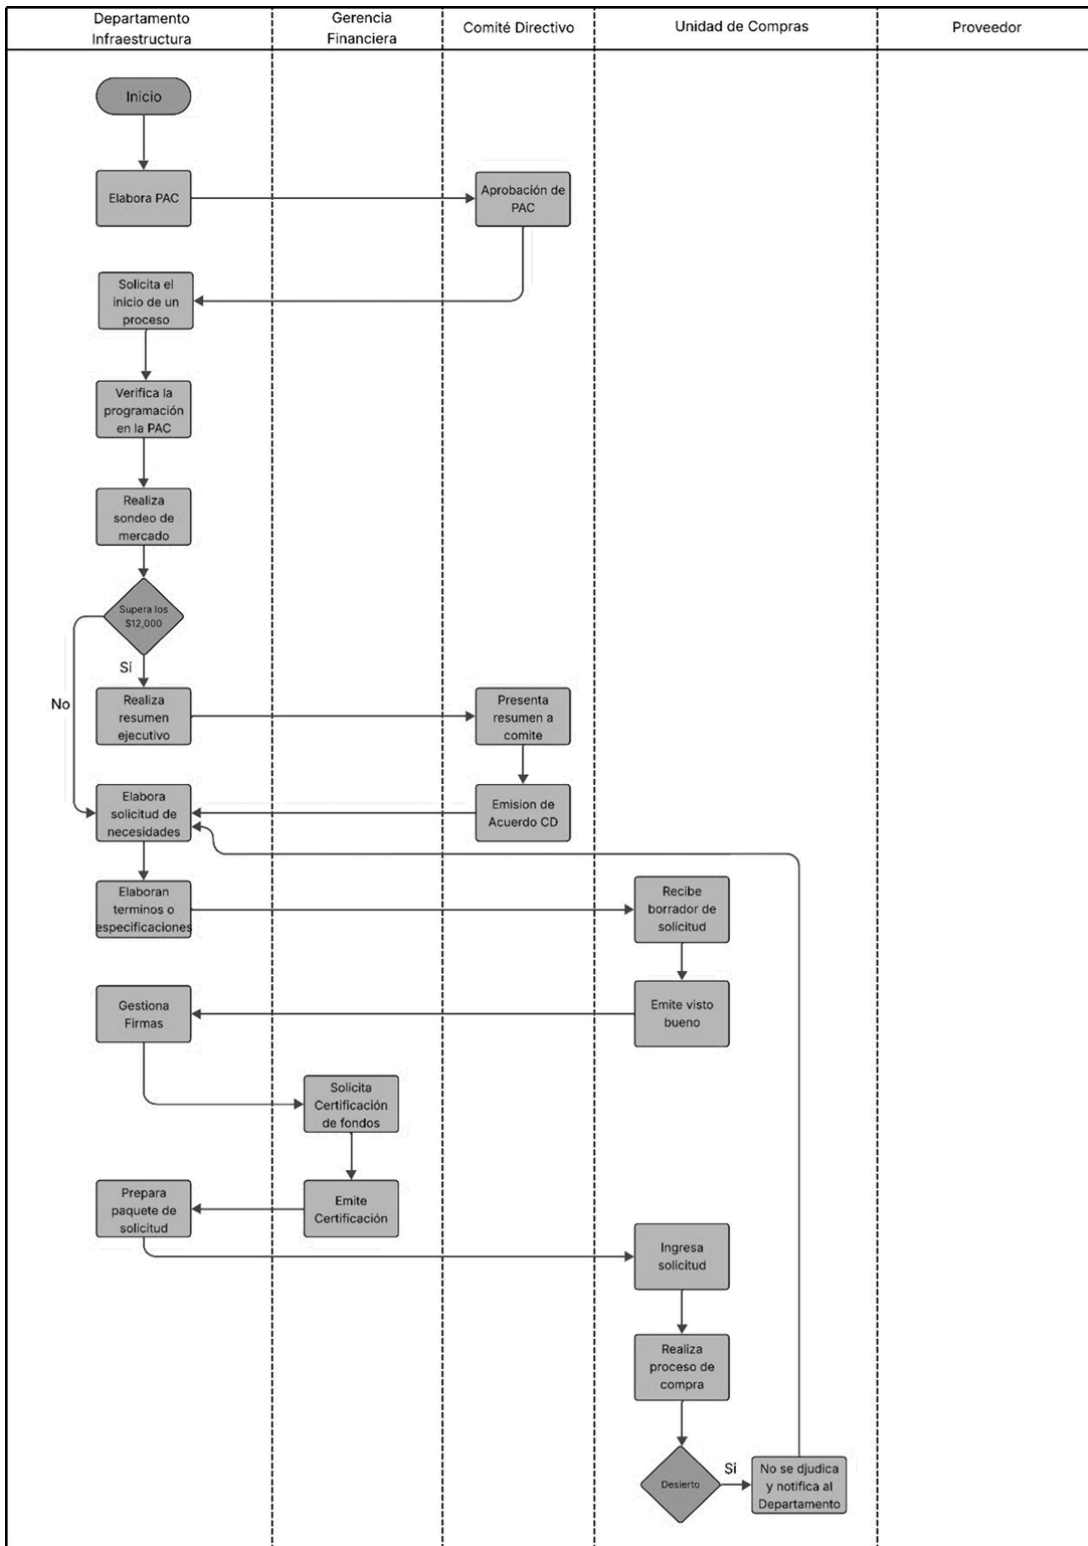 Departamento
Infraestructura
Gerencia
Financiera
Comité Directivo
Unidad de Compras
Proveedor
Inicio
Elabora PAC
Aprobación de
PAC
Solicita el
inicio de un
proceso
Verifica la
programación
en la PAC
Realiza
sondeo de
mercado
Supera los
$12,000
Si
No
Realiza
resumen
ejecutivo
Presenta
resumen a
comite
Elabora
solicitud de
necesidades
Emision de
Acuerdo CD
Elaboran
terminos o
especificaciones
Recibe
borrador de
solicitud
Emite visto
bueno
Gestiona
Firmas
Solicita
Certificación
de fondos
Emite
Certificación
Prepara
paquete de
solicitud
Ingresa
solicitud
Realiza
proceso de
compra
Desierto
Si
No se djudica
y notifica al
Departamento